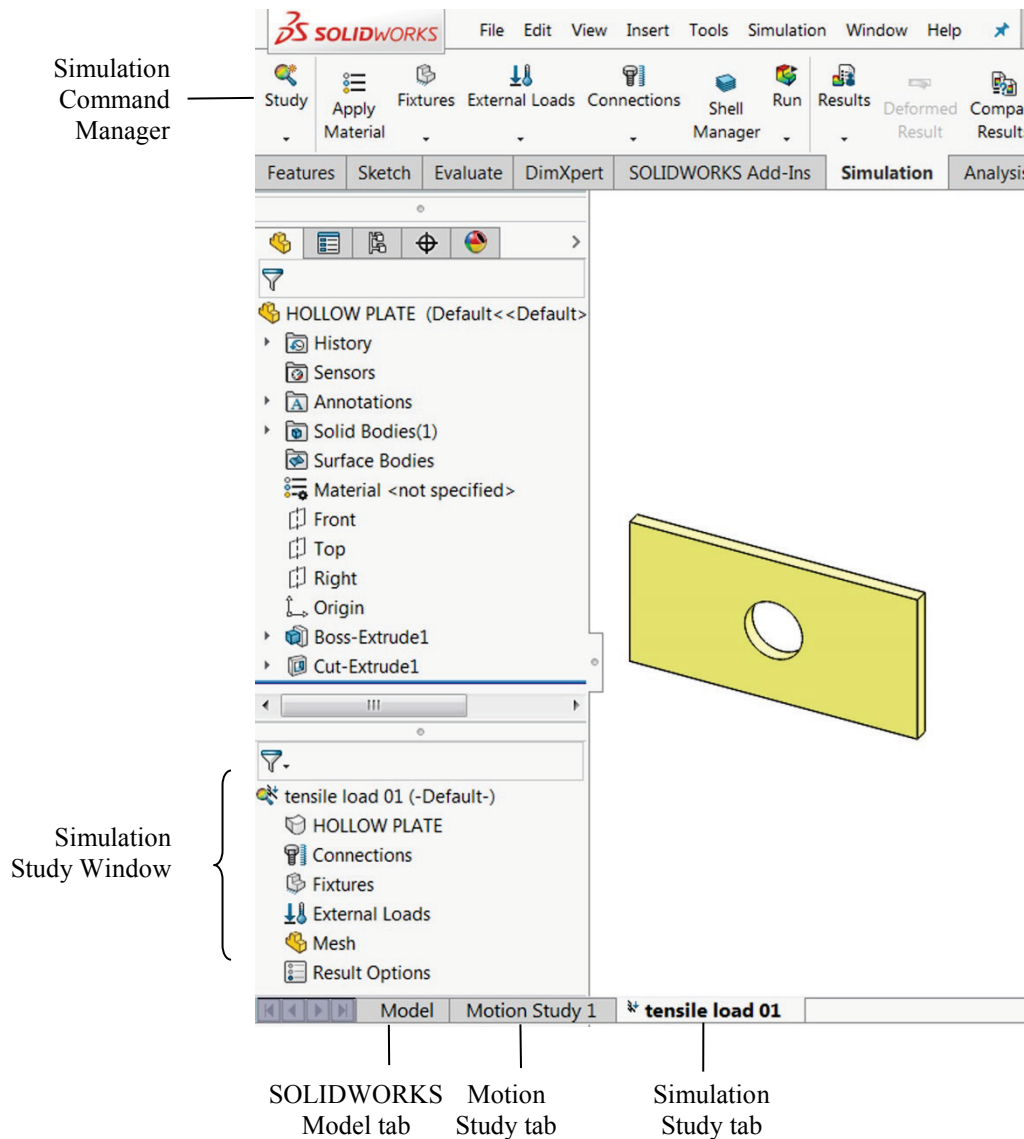 SOLIDWORKS File Edit View Insert Tools Simulation Window Help
Simulation
Command
Manager
Study Apply Material Fixtures External Loads Connections Shell Manager Run Results Deformed Result Compa Result
Features Sketch Evaluate DimXpert SOLIDWORKS Add-Ins Simulation Analysis
HOLLOW PLATE (Default<<Default>
History
Sensors
Annotations
Solid Bodies(1)
Surface Bodies
Material <not specified>
Front
Top
Right
Origin
Boss-Extrude1
Cut-Extrude1
Simulation
Study Window
tensile load 01 (-Default-)
HOLLOW PLATE
Connections
Fixtures
External Loads
Mesh
Result Options
Model Motion Study 1 tensile load 01
SOLIDWORKS
Model tab
Motion
Study tab
Simulation
Study tab